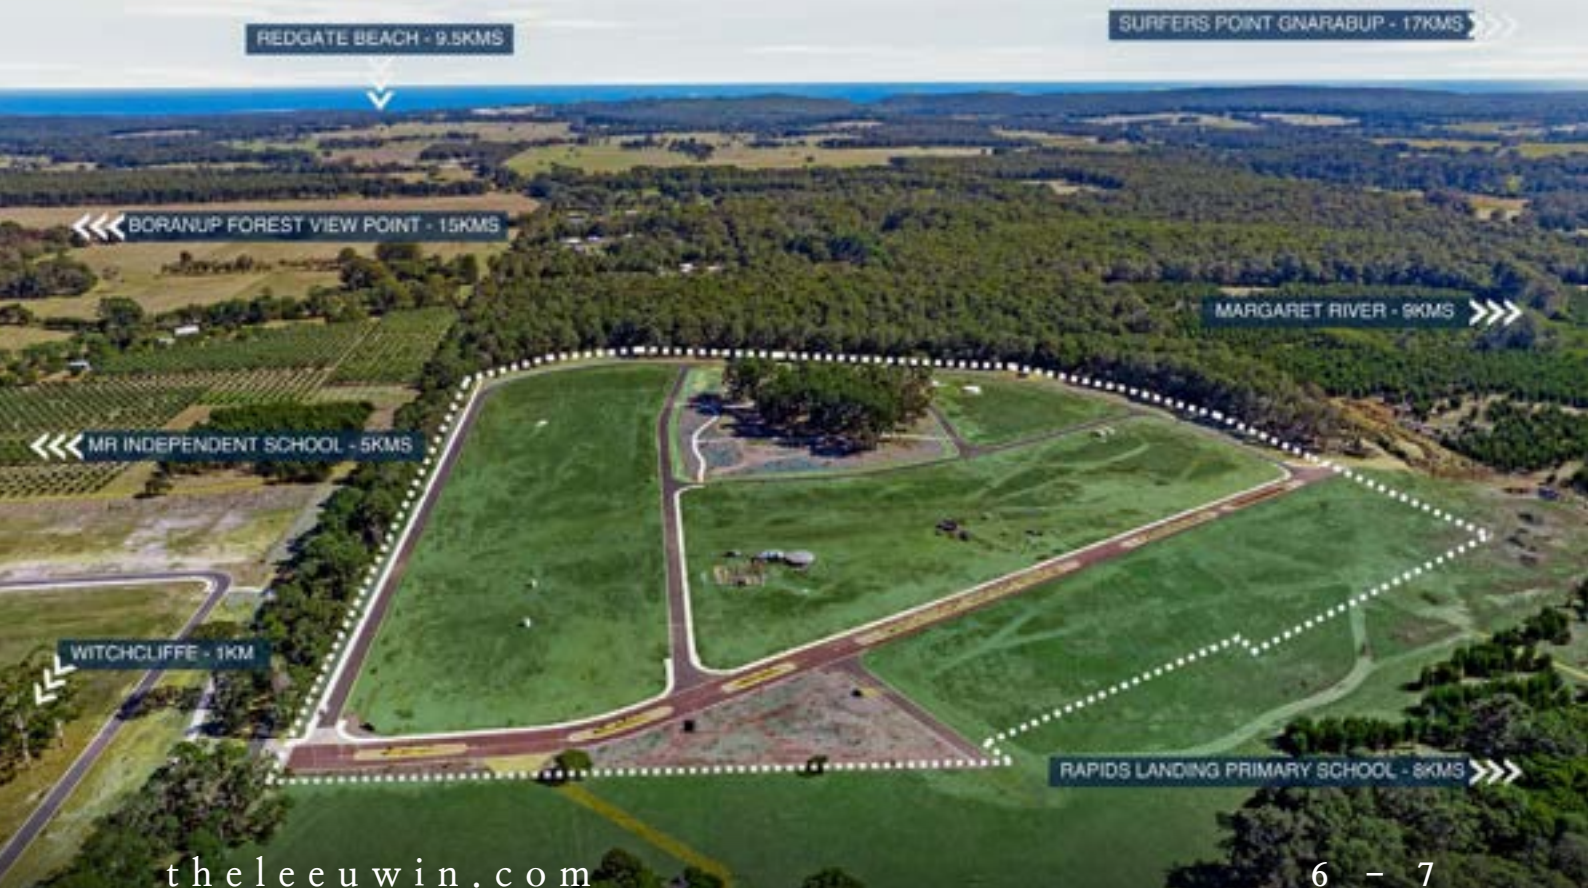 REDGATE BEACH - 9.5KMS
SURFERS POINT GNARABUP - 17KMS
BORANUP FOREST VIEW POINT - 15KMS
MARGARET RIVER - 9KMS
MR INDEPENDENT SCHOOL - 5KMS
WITCHCLIFFE - 1KM
RAPIDS LANDING PRIMARY SCHOOL - 8KMS
theleeuwin.com
6 – 7